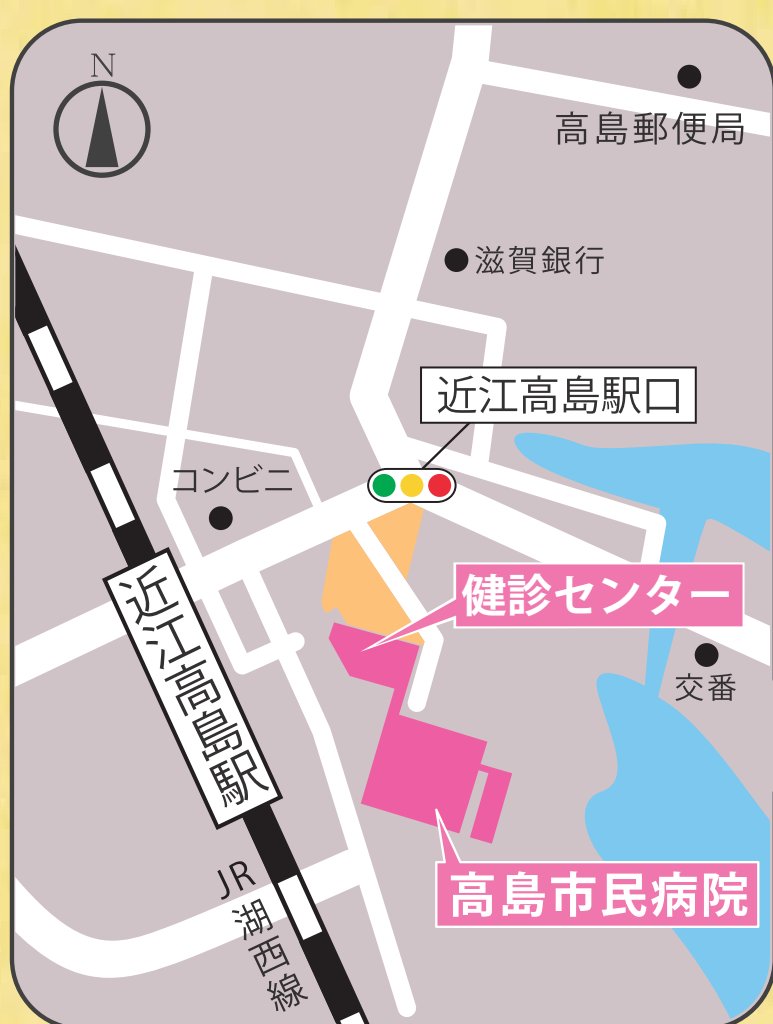 N
高島郵便局
滋賀銀行
近江高島駅口
コンビニ
健診センター
近江高島駅
交番
高島市民病院
JR湖西線